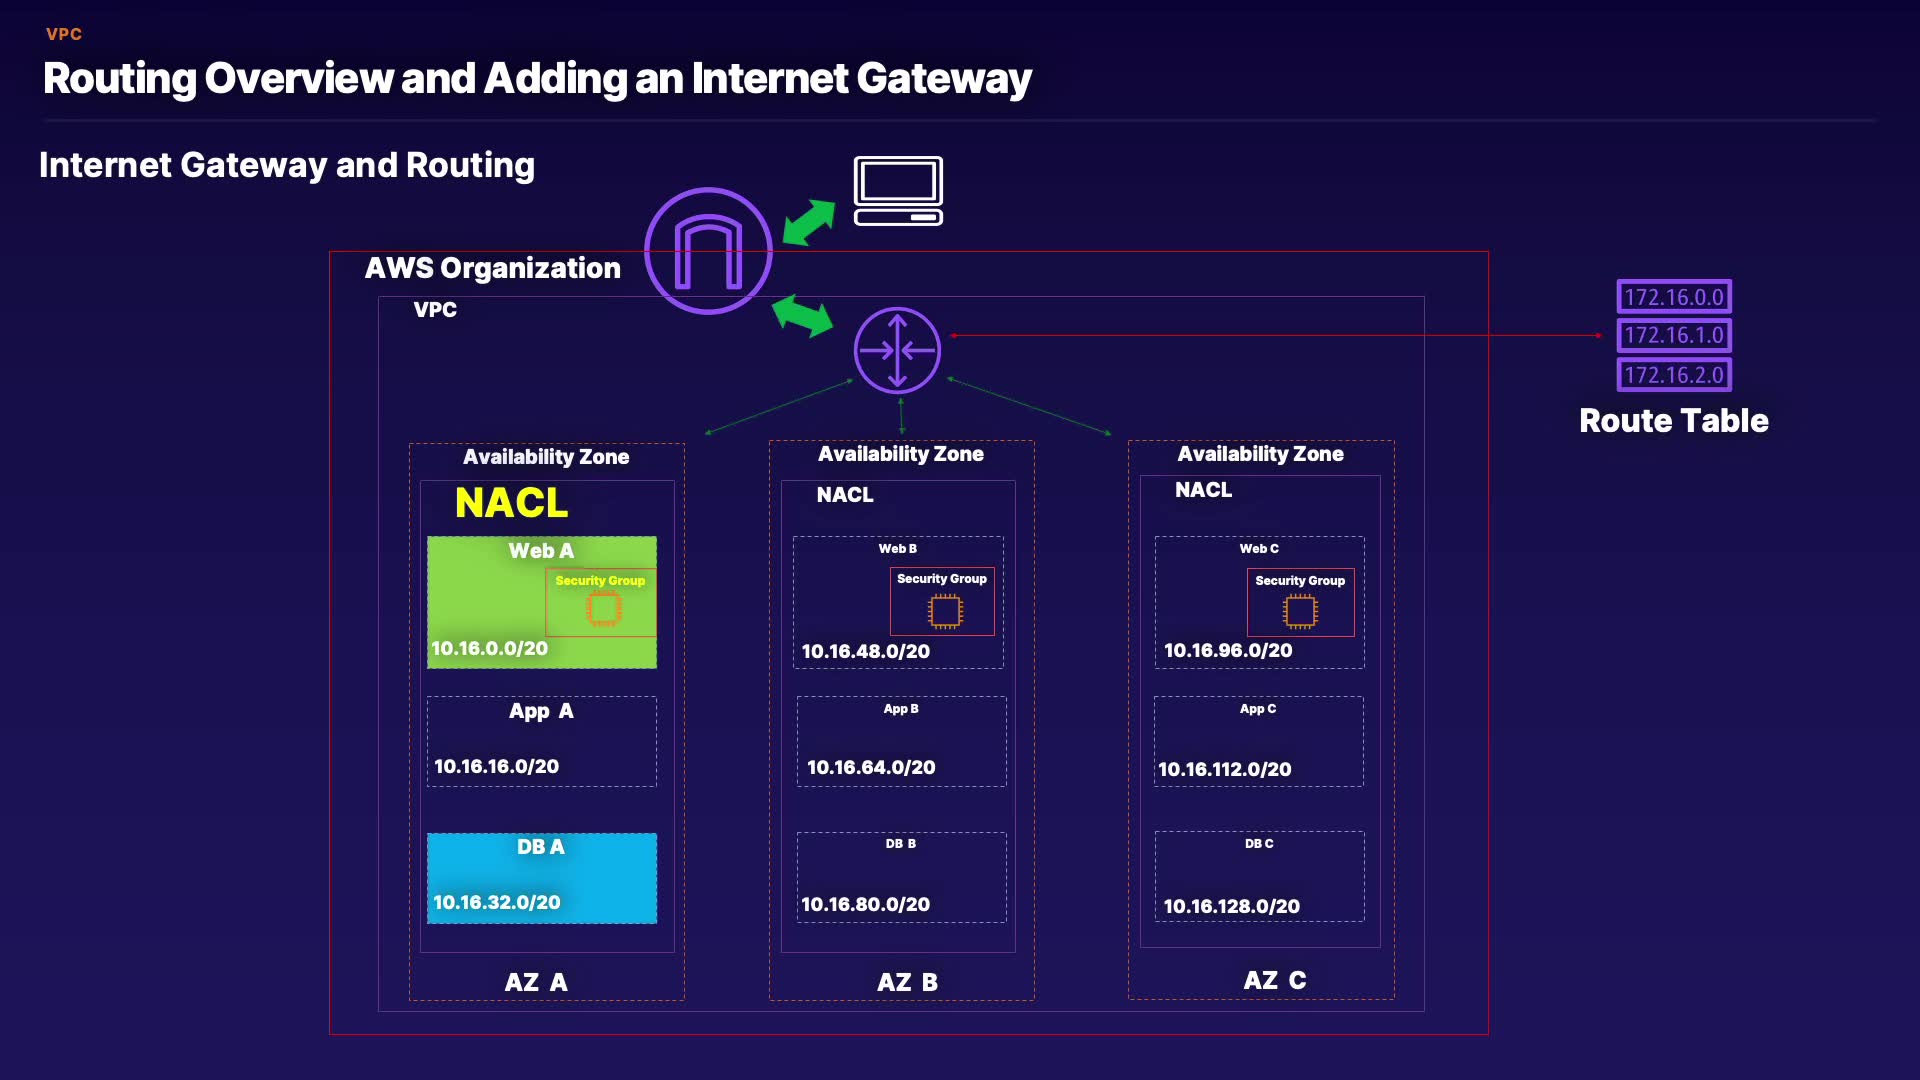 VPC
Routing Overview and Adding an Internet Gateway
Internet Gateway and Routing
AWS Organization
VPC
172.16.0.0
172.16.1.0
172.16.2.0
Route Table
Availability Zone
NACL
Web A
Security Group
10.16.0.0/20
App A
10.16.16.0/20
DB A
10.16.32.0/20
AZ A
Availability Zone
NACL
Web B
Security Group
10.16.48.0/20
App B
10.16.64.0/20
DB B
10.16.80.0/20
AZ B
Availability Zone
NACL
Web C
Security Group
10.16.96.0/20
App C
10.16.112.0/20
DB C
10.16.128.0/20
AZ C